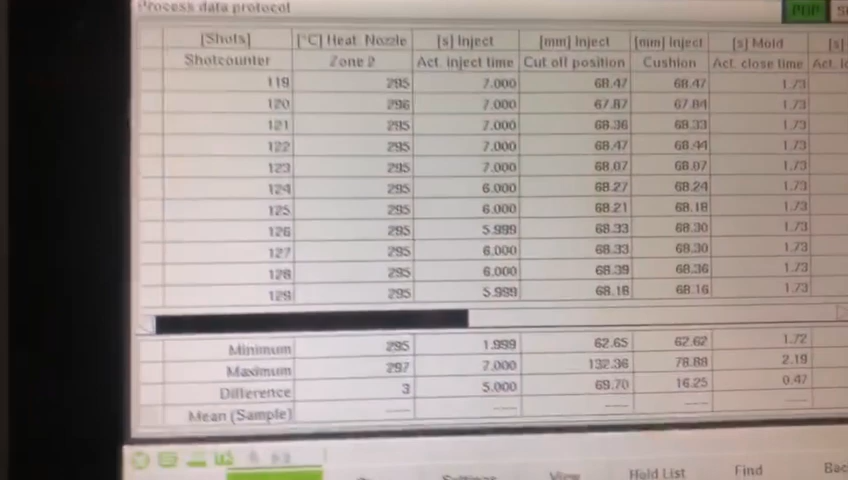 Process data protocol PDP
[Shots] [°C] Heat Nozzle [s] Inject [mm] Inject [mm] Inject [s] Mold [s]
Shotcounter Zone 2 Act. inject time Cut off position Cushion Act. close time Act.
119 295 7.000 68.47 68.47 1.73
120 296 7.000 67.87 67.84 1.73
121 295 7.000 68.36 68.33 1.73
122 295 7.000 68.47 68.44 1.73
123 295 7.000 68.07 68.07 1.73
124 295 6.000 68.27 68.24 1.73
125 295 6.000 68.21 68.18 1.73
126 295 5.999 68.33 68.30 1.73
127 295 6.000 68.33 68.30 1.73
128 295 6.000 68.39 68.36 1.73
129 295 5.999 68.18 68.16 1.73
Minimum 295 1.999 62.65 62.62 1.72
Maximum 297 7.000 132.36 78.88 2.19
Difference 3 5.000 69.70 16.25 0.47
Mean (Sample) ---- ---- ---- ---- ----
Settings View Hold List Find